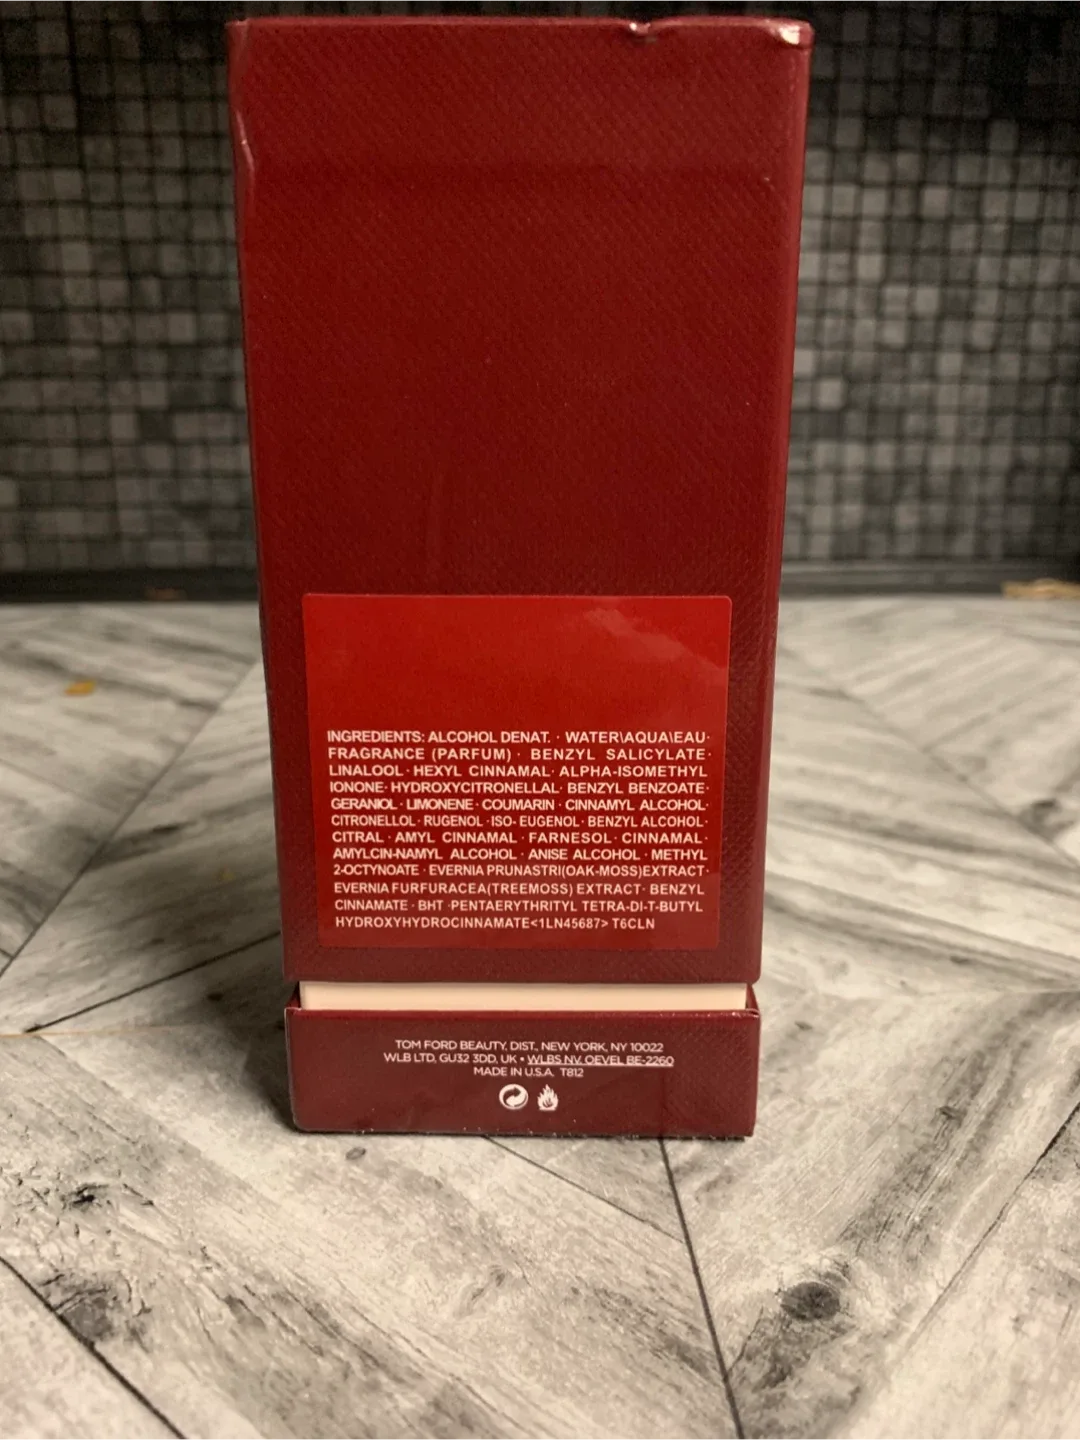 INGREDIENTS: ALCOHOL DENAT. · WATER\AQUA\EAU·
FRAGRANCE (PARFUM) · BENZYL SALICYLATE·
LINALOOL · HEXYL CINNAMAL· ALPHA-ISOMETHYL
IONONE· HYDROXYCITRONELLAL· BENZYL BENZOATE·
GERANIOL · LIMONENE · COUMARIN · CINNAMYL ALCOHOL·
CITRONELLOL · RUGENOL · ISO- EUGENOL · BENZYL ALCOHOL·
CITRAL · AMYL CINNAMAL · FARNESOL · CINNAMAL·
AMYLCIN-NAMYL ALCOHOL · ANISE ALCOHOL · METHYL
2-OCTYNOATE · EVERNIA PRUNASTRI(OAK-MOSS)EXTRACT·
EVERNIA FURFURACEA(TREEMOSS) EXTRACT· BENZYL
CINNAMATE · BHT ·PENTAERYTHRITYL TETRA-DI-T-BUTYL
HYDROXYHYDROCINNAMATE<1LN45687> T6CLN
TOM FORD BEAUTY, DIST., NEW YORK, NY 10022
WLB LTD, GU32 3DD, UK • WLBS NV. OEVEL BE-2260
MADE IN U.S.A. T812